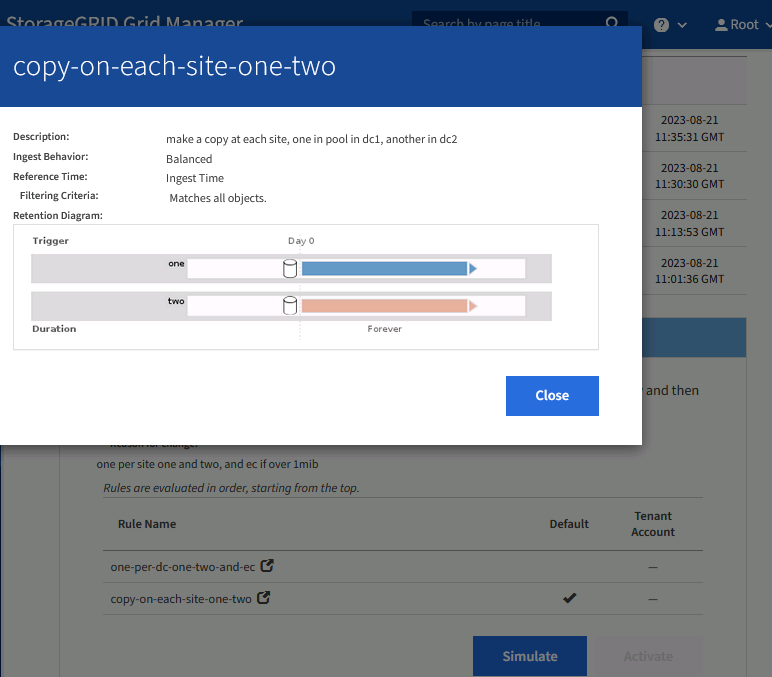 StorageGRID Grid Manager
Search by page title
Root
copy-on-each-site-one-two
Description: make a copy at each site, one in pool in dc1, another in dc2
Ingest Behavior: Balanced
Reference Time: Ingest Time
Filtering Criteria: Matches all objects.
Retention Diagram:
Trigger Day 0
one
two
Duration Forever
Close
2023-08-21
11:35:31 GMT
2023-08-21
11:30:30 GMT
2023-08-21
11:13:53 GMT
2023-08-21
11:01:36 GMT
and then
Reason for change:
one per site one and two, and ec if over 1mib
Rules are evaluated in order, starting from the top.
Rule Name Default Tenant Account
one-per-dc-one-two-and-ec —
copy-on-each-site-one-two ✔ —
Simulate Activate